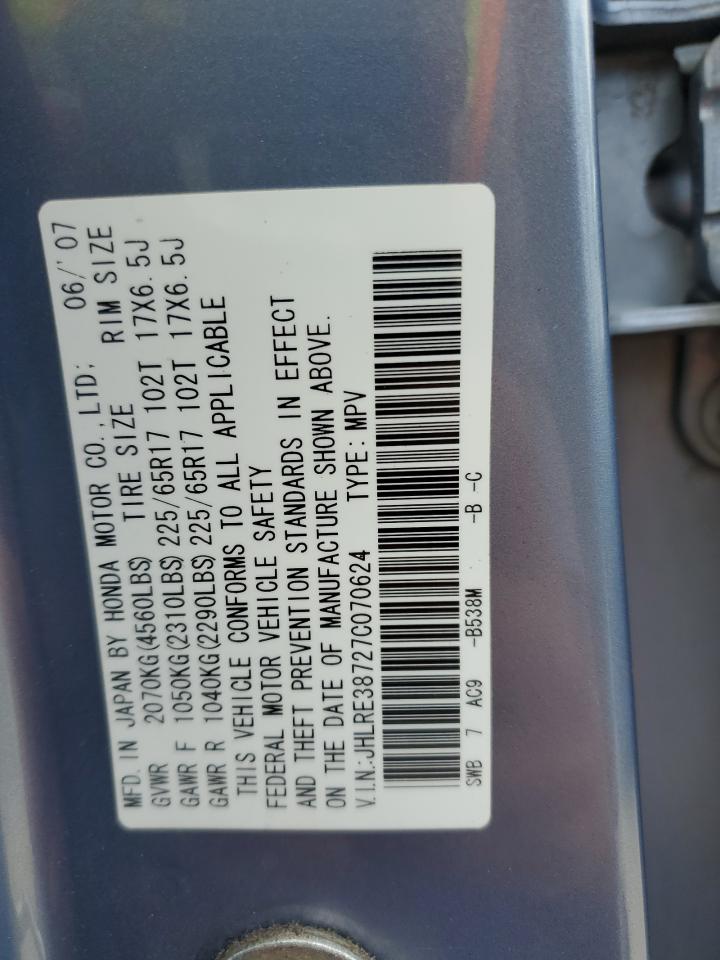 MFD. IN JAPAN BY HONDA MOTOR CO., LTD; 06/'07
GVWR 2070KG(4560LBS) TIRE SIZE RIM SIZE
GAWR F 1050KG(2310LBS) 225/65R17 102T 17X6.5J
GAWR R 1040KG(2290LBS) 225/65R17 102T 17X6.5J
THIS VEHICLE CONFORMS TO ALL APPLICABLE
FEDERAL MOTOR VEHICLE SAFETY
AND THEFT PREVENTION STANDARDS IN EFFECT
ON THE DATE OF MANUFACTURE SHOWN ABOVE.
V.I.N.:JHLRE38727C070624 TYPE:MPV
SWB 7 AC9 -B538M -B -C